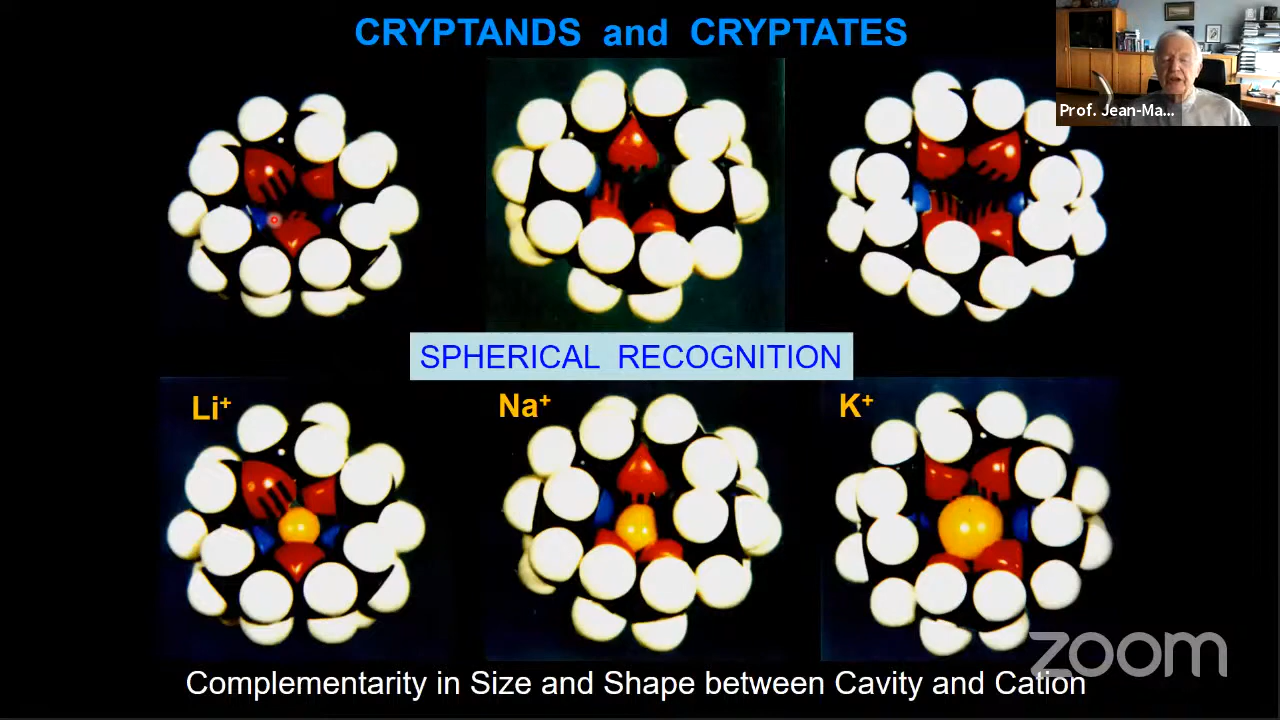 CRYPTANDS and CRYPTATES
Prof. Jean-Ma...
SPHERICAL RECOGNITION
Li⁺
Na⁺
K⁺
zoom
Complementarity in Size and Shape between Cavity and Cation